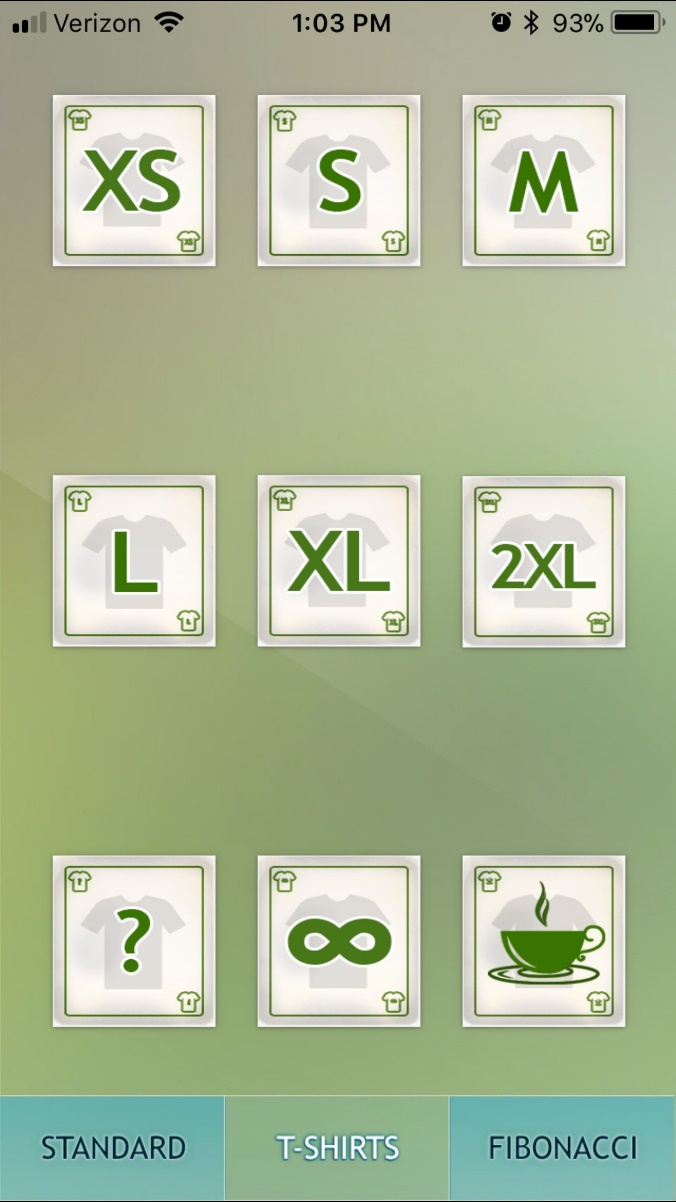 Verizon 1:03 PM 93%
XS S M
L XL 2XL
? ∞
STANDARD T-SHIRTS FIBONACCI